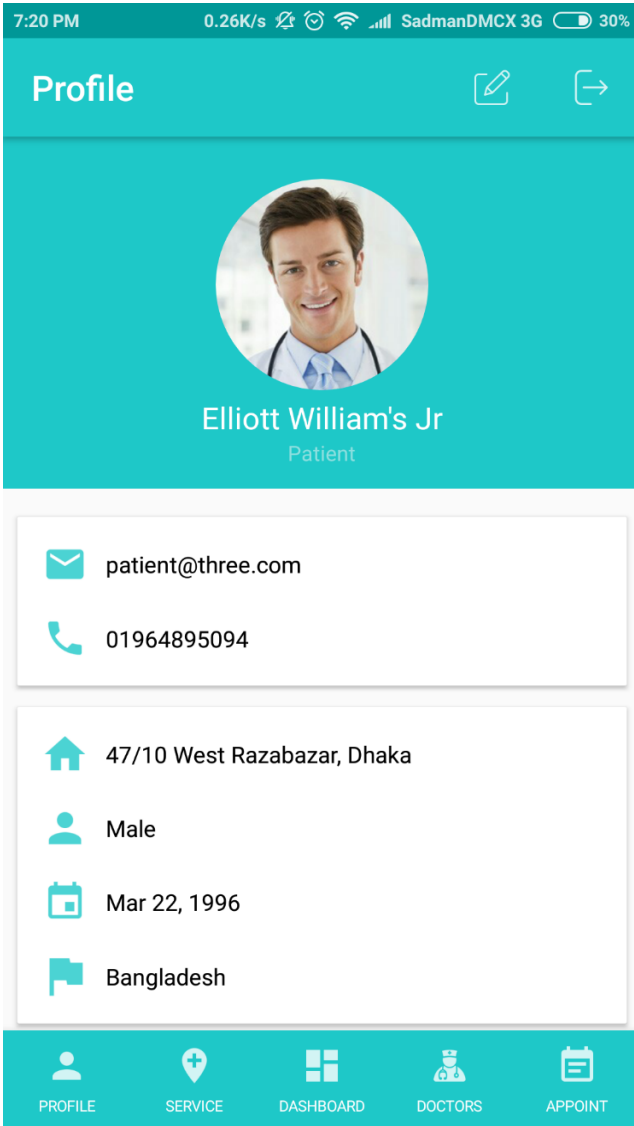 7:20 PM 0.26K/s SadmanDMCX 3G 30%
Profile
Elliott William's Jr
Patient
patient@three.com
01964895094
47/10 West Razabazar, Dhaka
Male
Mar 22, 1996
Bangladesh
PROFILE SERVICE DASHBOARD DOCTORS APPOINT